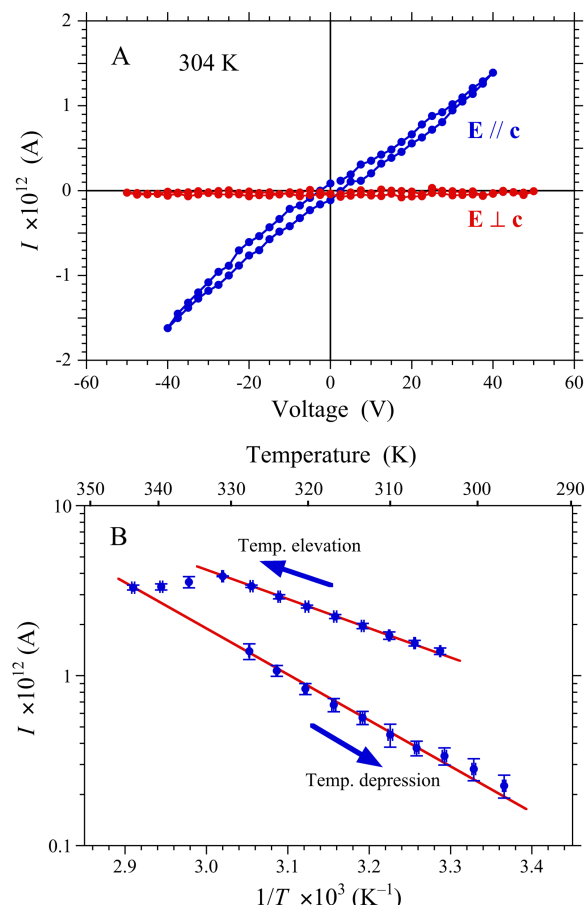 A
304 K
E // c
E ⊥ c
I ×10¹² (A)
2
1
0
-1
-2
-60 -40 -20 0 20 40 60
Voltage (V)
Temperature (K)
350 340 330 320 310 300 290
B
Temp. elevation
Temp. depression
I ×10¹² (A)
10
1
0.1
2.9 3.0 3.1 3.2 3.3 3.4
1/T ×10³ (K⁻¹)